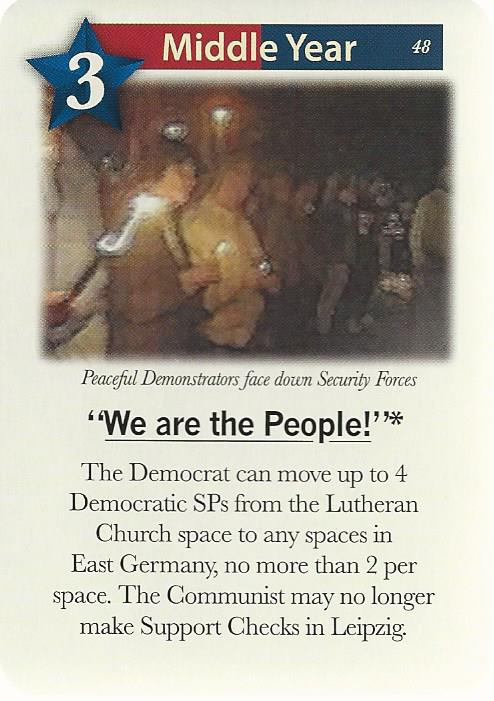 3
Middle Year 48
Peaceful Demonstrators face down Security Forces
“We are the People!”*
The Democrat can move up to 4
Democratic SPs from the Lutheran
Church space to any spaces in
East Germany, no more than 2 per
space. The Communist may no longer
make Support Checks in Leipzig.